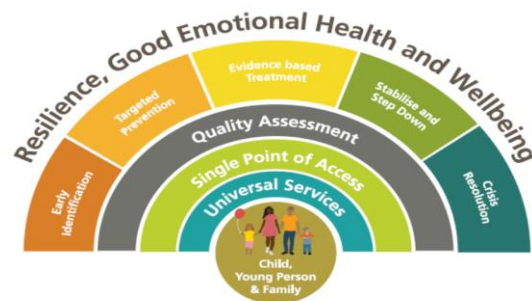 Resilience, Good Emotional Health and Wellbeing
Early
Identification
Targeted
Prevention
Evidence based
Treatment
Stabilise and
Step Down
Crisis
Resolution
Quality Assessment
Single Point of Access
Universal Services
Child,
Young Person
& Family